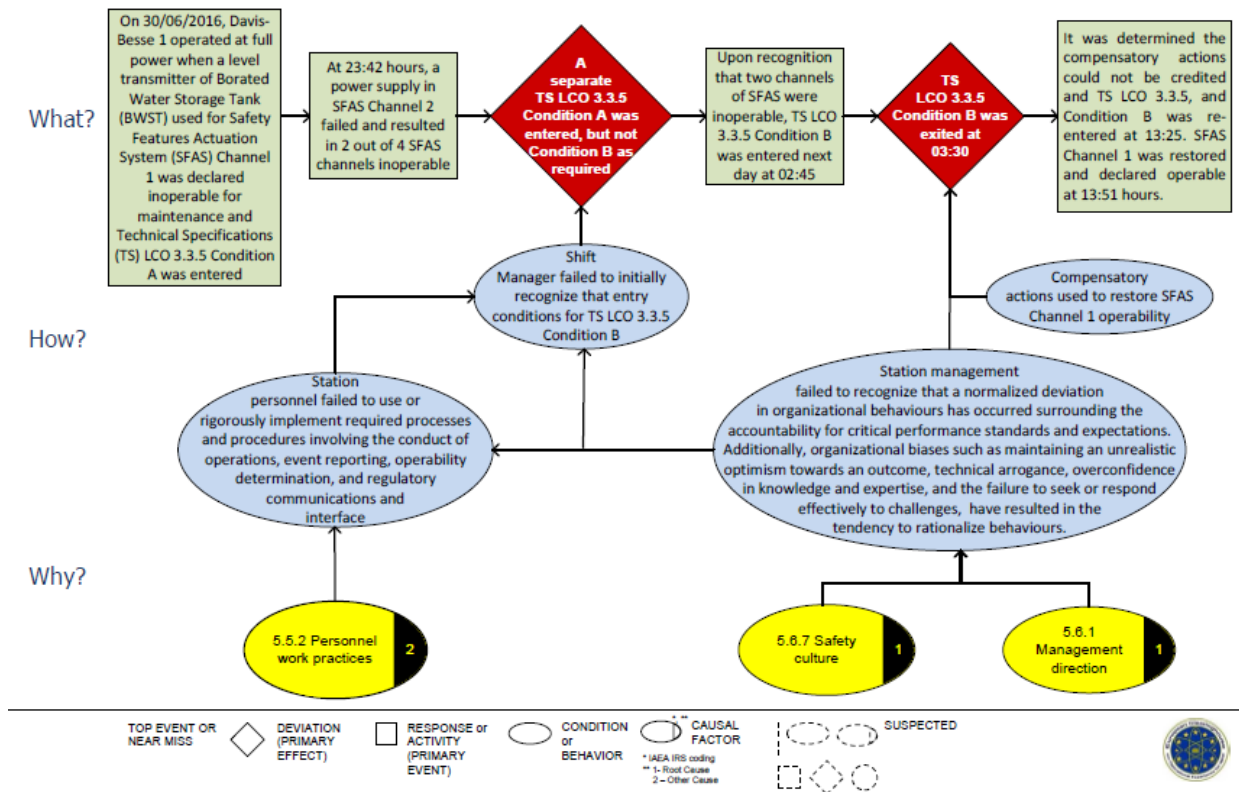 What?
On 30/06/2016, Davis-
Besse 1 operated at full
power when a level
transmitter of Borated
Water Storage Tank
(BWST) used for Safety
Features Actuation
System (SFAS) Channel
1 was declared
inoperable for
maintenance and
Technical Specifications
(TS) LCO 3.3.5 Condition
A was entered
At 23:42 hours, a
power supply in
SFAS Channel 2
failed and resulted
in 2 out of 4 SFAS
channels inoperable
A
separate
TS LCO 3.3.5
Condition A was
entered, but not
Condition B as
required
Upon recognition
that two channels
of SFAS were
inoperable, TS LCO
3.3.5 Condition B
was entered next
day at 02:45
TS
LCO 3.3.5
Condition B was
exited at
03:30
It was determined the
compensatory actions
could not be credited
and TS LCO 3.3.5, and
Condition B was re-
entered at 13:25. SFAS
Channel 1 was restored
and declared operable
at 13:51 hours.
How?
Shift
Manager failed to initially
recognize that entry
conditions for TS LCO 3.3.5
Condition B
Compensatory
actions used to restore SFAS
Channel 1 operability
Station
personnel failed to use or
rigorously implement required processes
and procedures involving the conduct of
operations, event reporting, operability
determination, and regulatory
communications and
interface
Station management
failed to recognize that a normalized deviation
in organizational behaviours has occurred surrounding the
accountability for critical performance standards and expectations.
Additionally, organizational biases such as maintaining an unrealistic
optimism towards an outcome, technical arrogance, overconfidence
in knowledge and expertise, and the failure to seek or respond
effectively to challenges, have resulted in the
tendency to rationalize behaviours.
Why?
5.5.2 Personnel
work practices
2
5.6.7 Safety
culture
1
5.6.1
Management
direction
1
TOP EVENT OR
NEAR MISS
DEVIATION
(PRIMARY
EFFECT)
RESPONSE or
ACTIVITY
(PRIMARY
EVENT)
CONDITION
or
BEHAVIOR
* **
CAUSAL
FACTOR
* IAEA IRS coding
** 1- Root Cause
2 – Other Cause
SUSPECTED